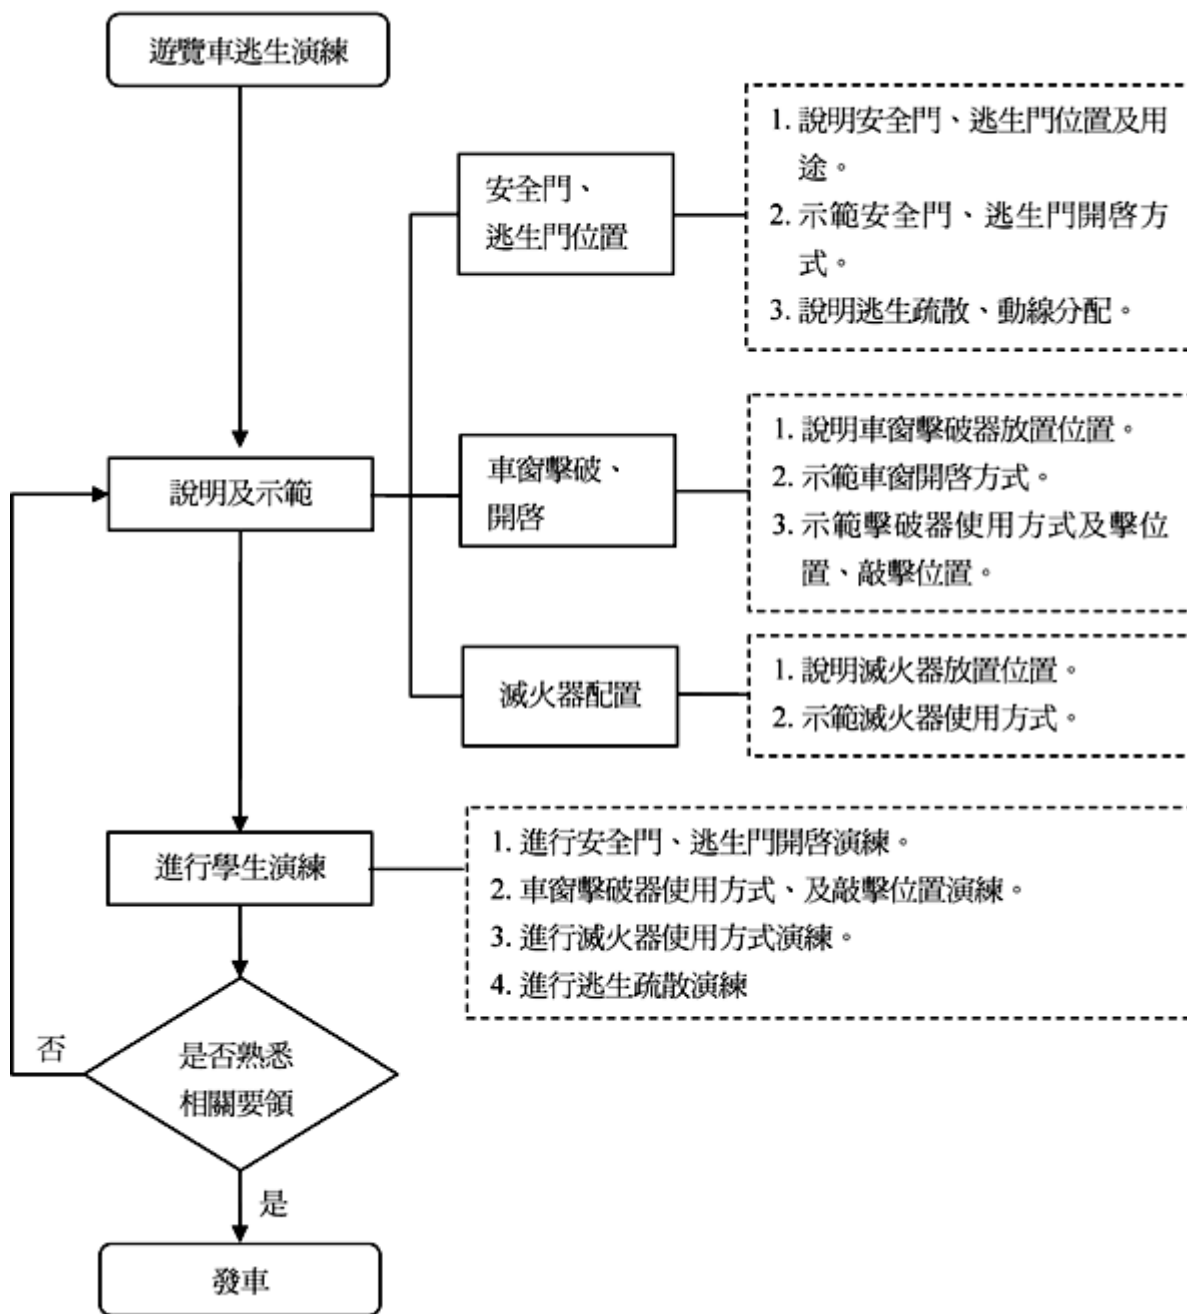 遊覽車逃生演練
安全門、
逃生門位置
1. 說明安全門、逃生門位置及用
途。
2. 示範安全門、逃生門開啓方
式。
3. 說明逃生疏散、動線分配。
說明及示範
車窗擊破、
開啓
1. 說明車窗擊破器放置位置。
2. 示範車窗開啓方式。
3. 示範擊破器使用方式及擊位
置、敲擊位置。
滅火器配置
1. 說明滅火器放置位置。
2. 示範滅火器使用方式。
進行學生演練
1. 進行安全門、逃生門開啓演練。
2. 車窗擊破器使用方式、及敲擊位置演練。
3. 進行滅火器使用方式演練。
4. 進行逃生疏散演練
否
是否熟悉
相關要領
是
發車